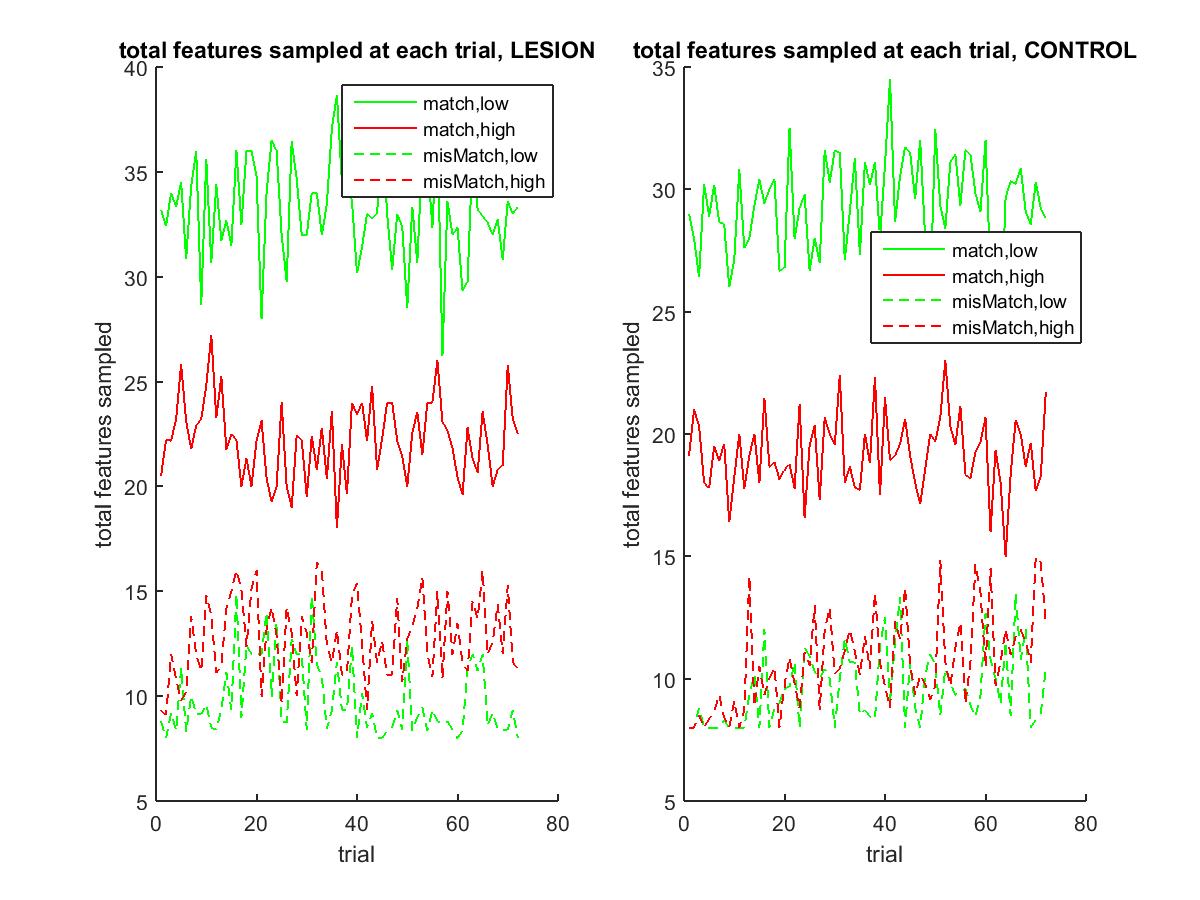 total features sampled at each trial, LESION
40
35
30
25
20
15
10
5
0
20
40
60
80
total features sampled
trial
match,low
match,high
misMatch,low
misMatch,high
total features sampled at each trial, CONTROL
35
30
25
20
15
10
5
0
20
40
60
80
total features sampled
trial
match,low
match,high
misMatch,low
misMatch,high